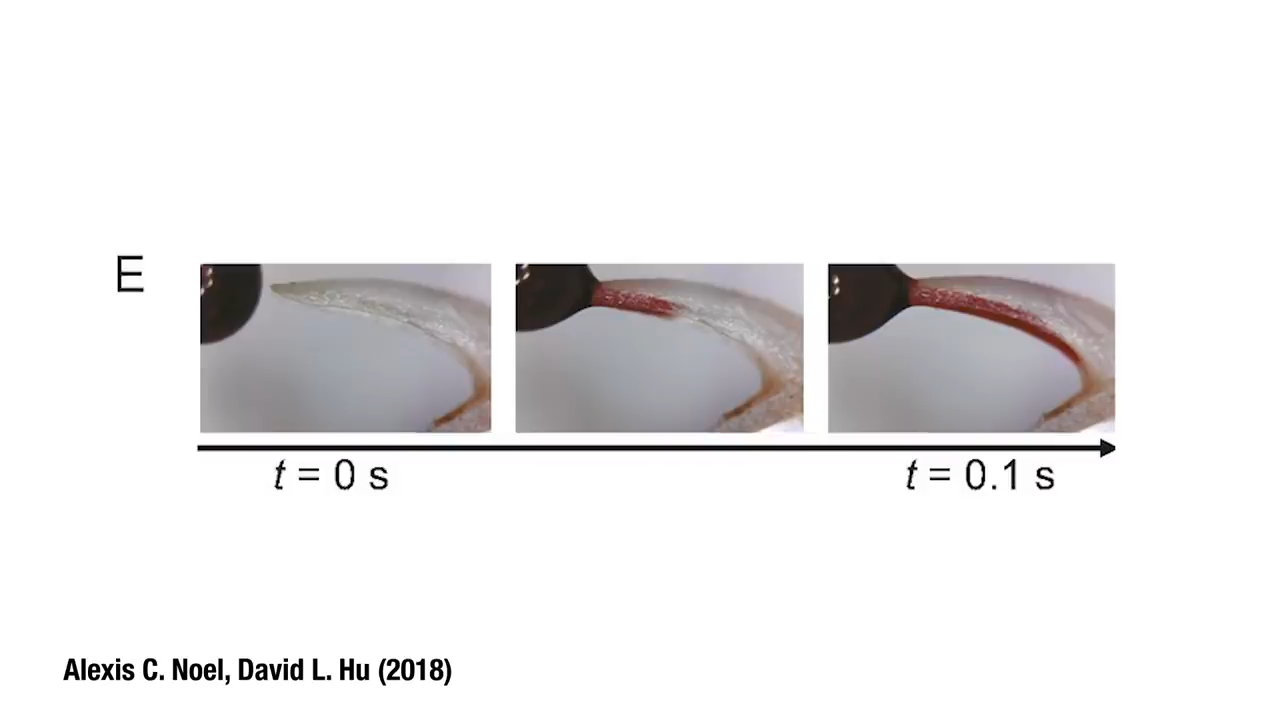 E
t = 0 s
t = 0.1 s
Alexis C. Noel, David L. Hu (2018)